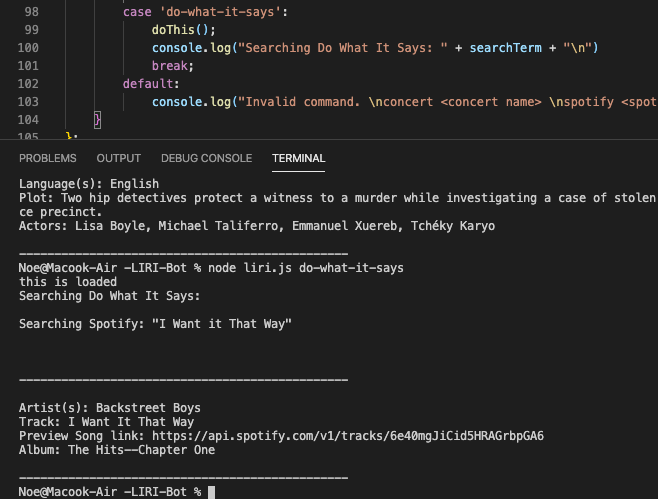 98 case 'do-what-it-says':
99 doThis();
100 console.log("Searching Do What It Says: " + searchTerm + "\n")
101 break;
102 default:
103 console.log("Invalid command. \nconcert <concert name> \nspotify <spot
104 }
105 };
PROBLEMS OUTPUT DEBUG CONSOLE TERMINAL
Language(s): English
Plot: Two hip detectives protect a witness to a murder while investigating a case of stolen
ce precinct.
Actors: Lisa Boyle, Michael Taliferro, Emmanuel Xuereb, Tchéky Karyo
-----------------------------------------------
Noe@Macook-Air -LIRI-Bot % node liri.js do-what-it-says
this is loaded
Searching Do What It Says:
Searching Spotify: "I Want it That Way"
-----------------------------------------------
Artist(s): Backstreet Boys
Track: I Want It That Way
Preview Song link: https://api.spotify.com/v1/tracks/6e40mgJiCid5HRAGrbpGA6
Album: The Hits--Chapter One
-----------------------------------------------
Noe@Macook-Air -LIRI-Bot %